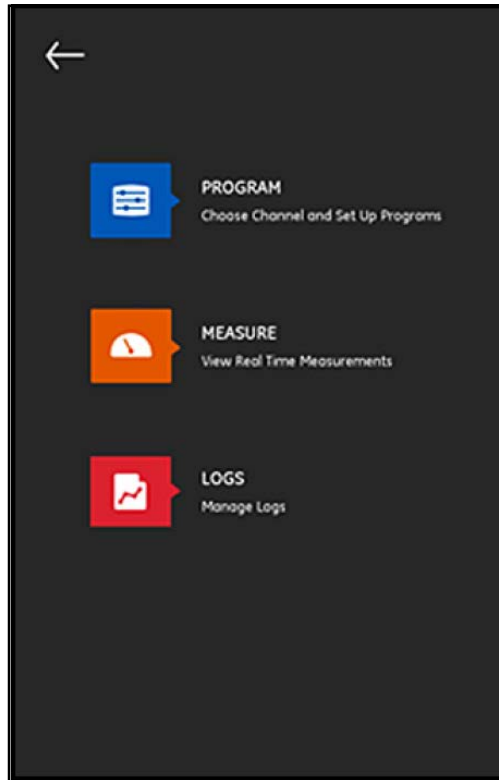 PROGRAM
Choose Channel and Set Up Programs
MEASURE
View Real Time Measurements
LOGS
Manage Logs